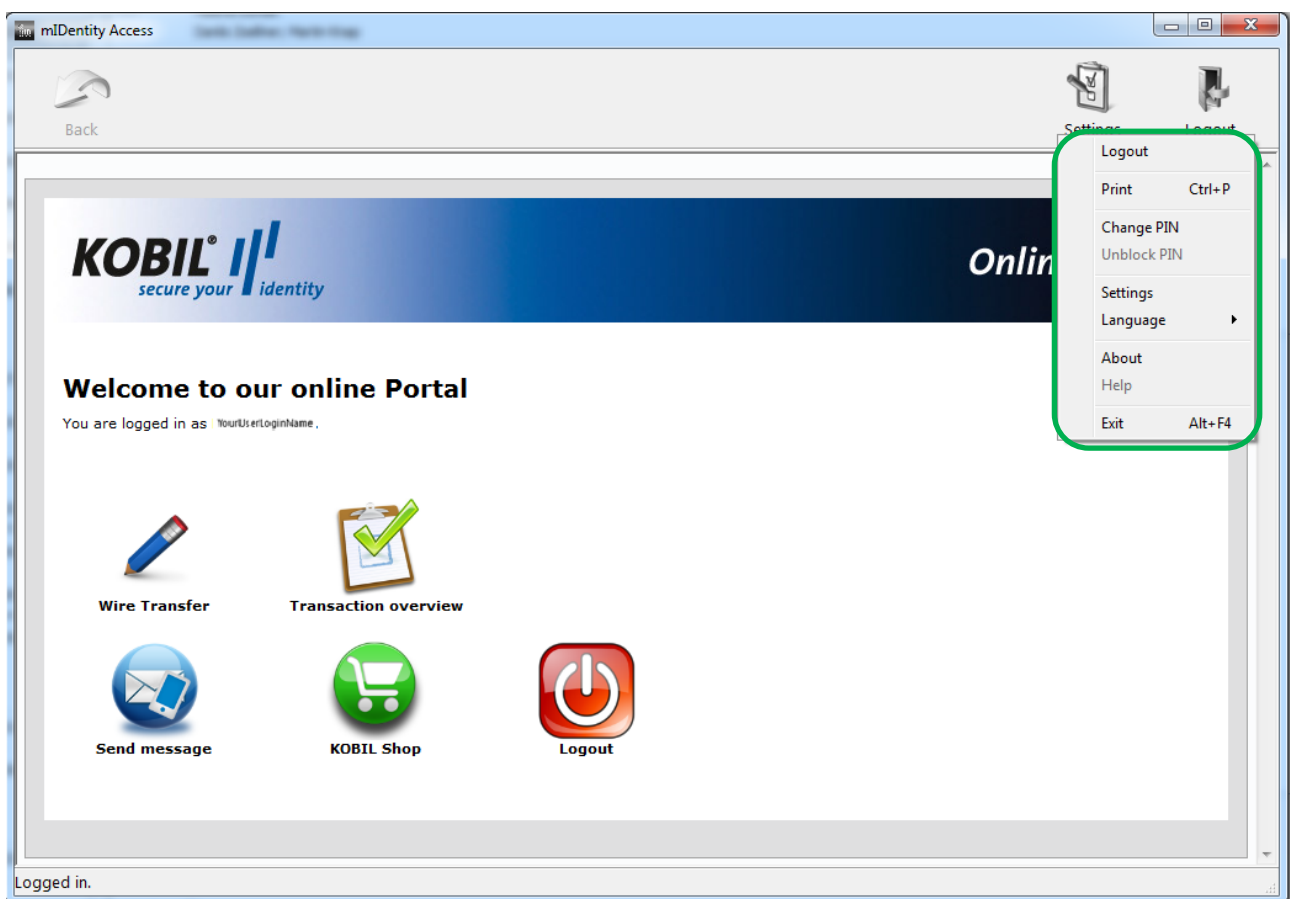 mIDentity Access
Back
Settings
Logout
Logout
Print Ctrl+P
Change PIN
Unblock PIN
Settings
Language
About
Help
Exit Alt+F4
KOBIL®
secure your identity
Welcome to our online Portal
You are logged in as YourUserLoginName.
Wire Transfer
Transaction overview
Send message
KOBIL Shop
Logout
Logged in.